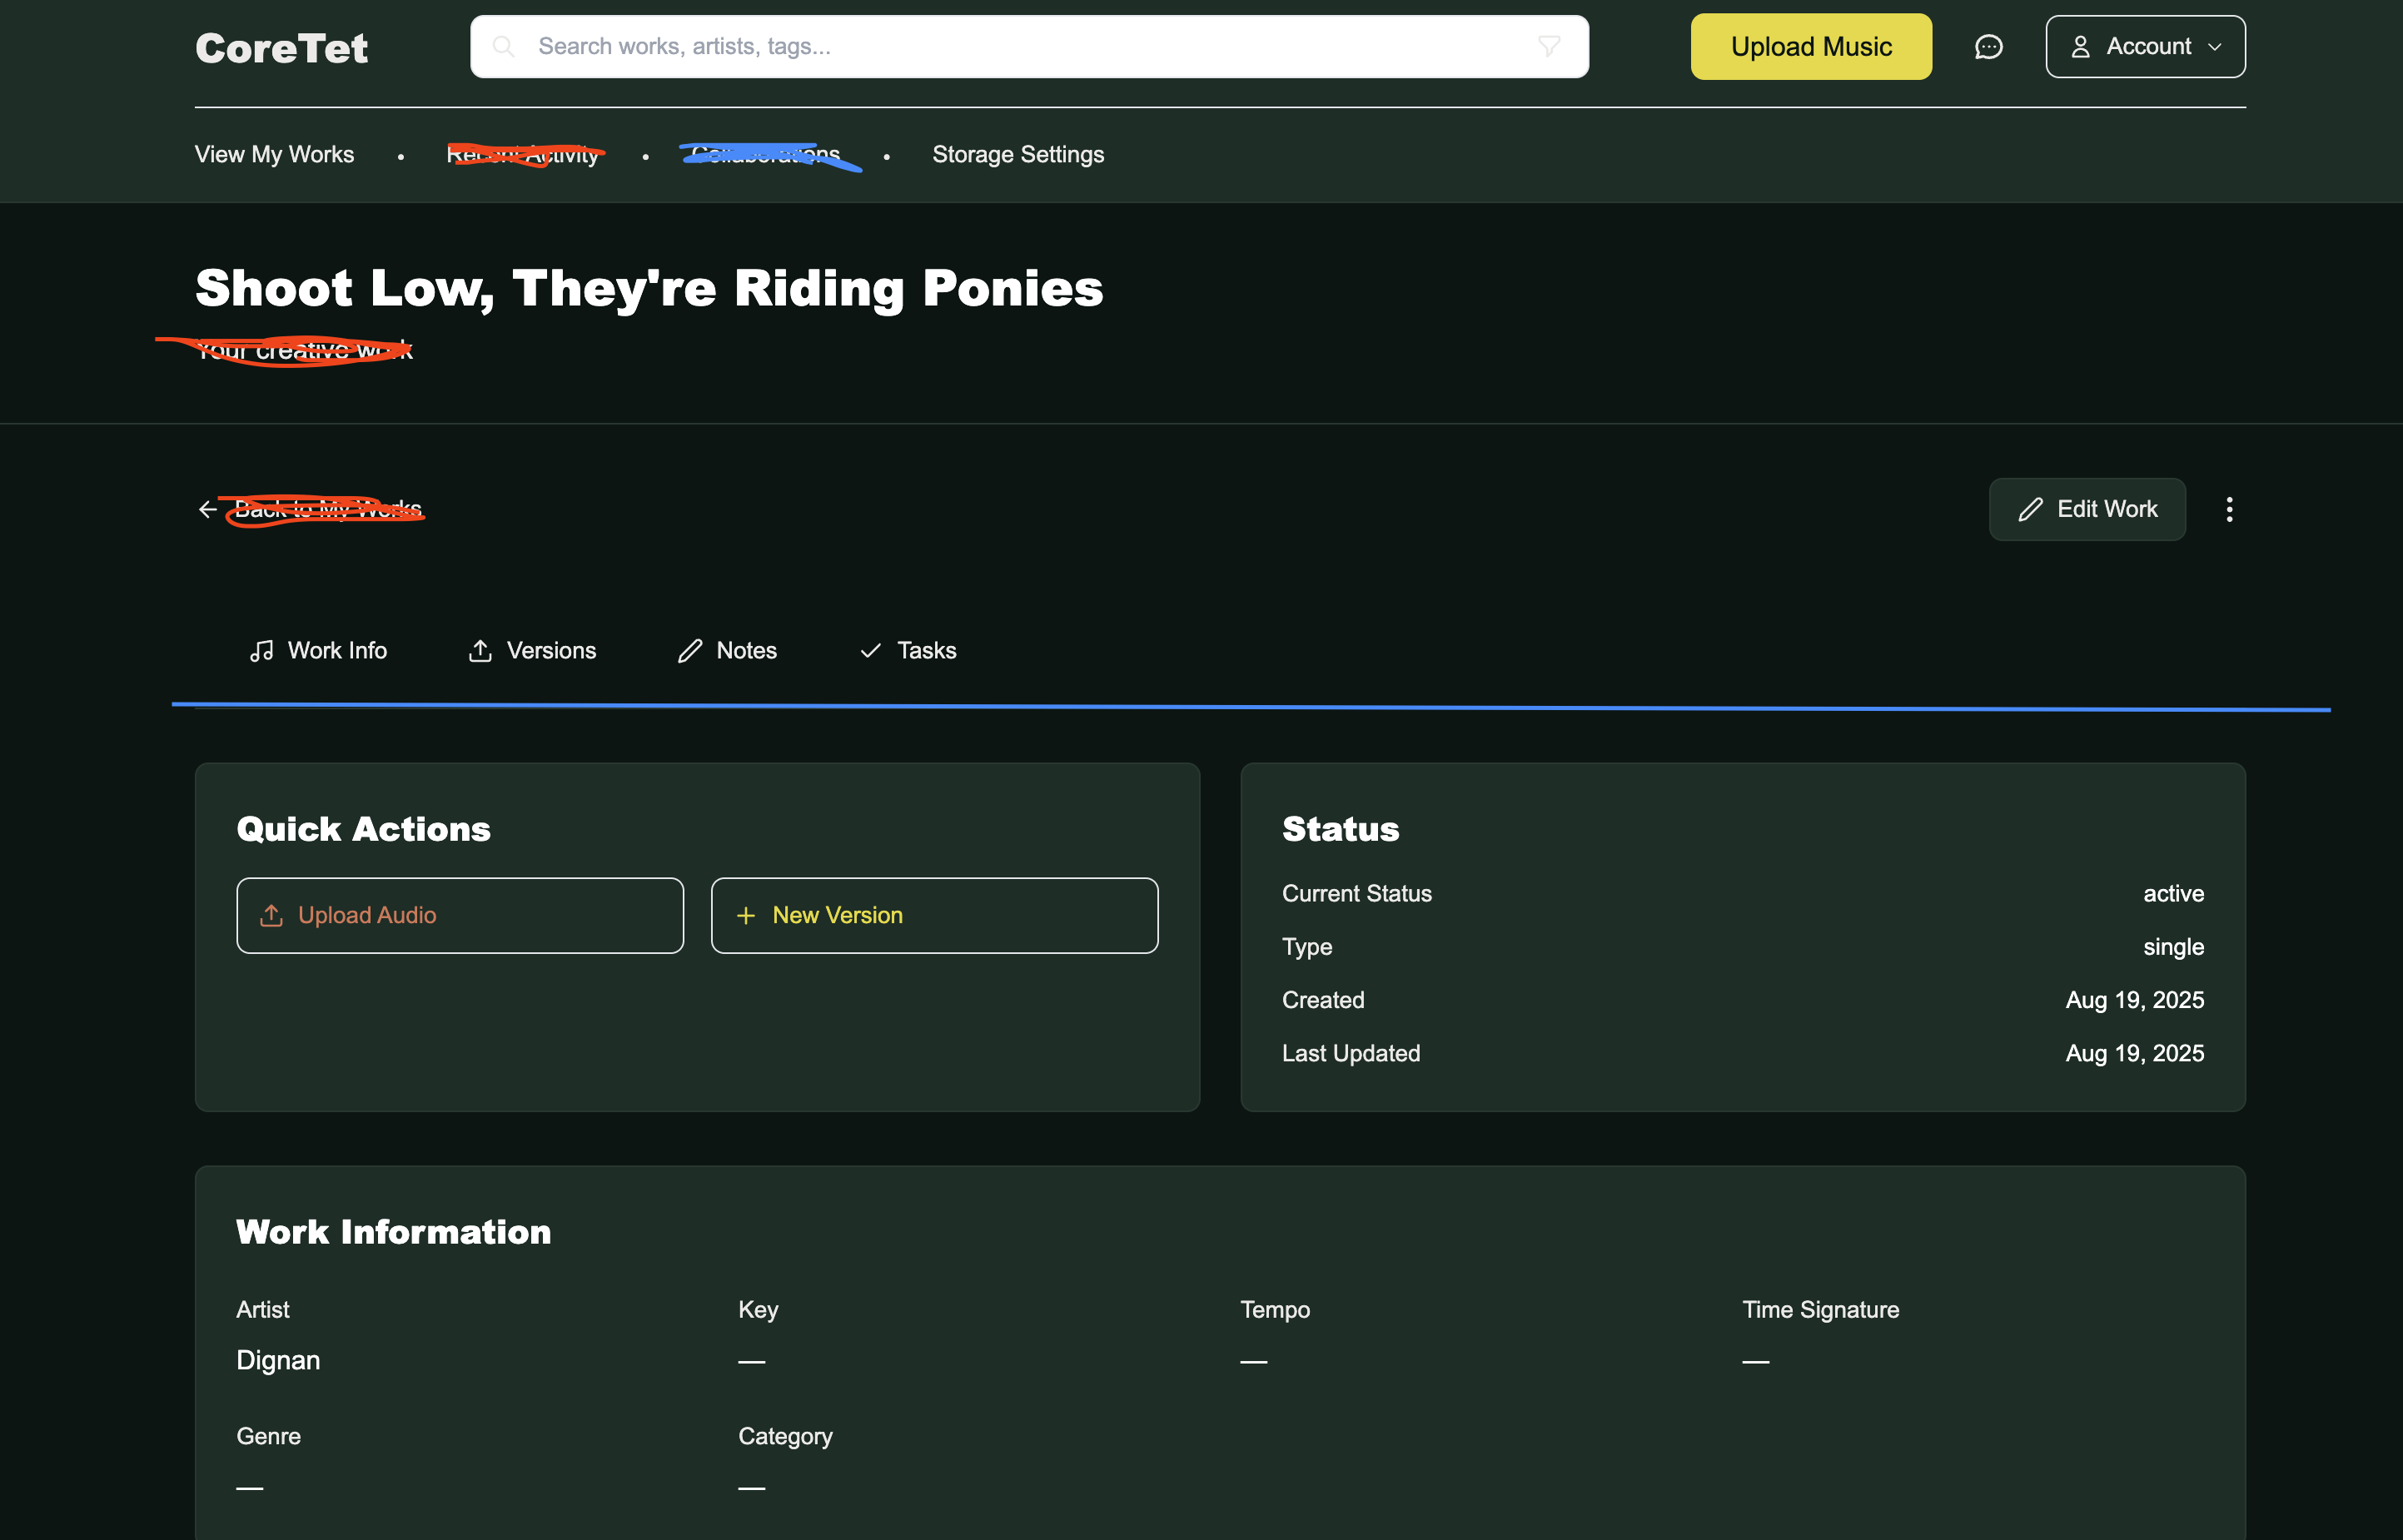 CoreTet
Search works, artists, tags...
Upload Music
Account
View My Works • Recent Activity • Collaborations • Storage Settings
Shoot Low, They're Riding Ponies
Your creative work
Back to My Works
Edit Work
Work Info
Versions
Notes
Tasks
Quick Actions
Upload Audio
New Version
Status
Current Status active
Type single
Created Aug 19, 2025
Last Updated Aug 19, 2025
Work Information
Artist
Dignan
Key
—
Tempo
—
Time Signature
—
Genre
—
Category
—